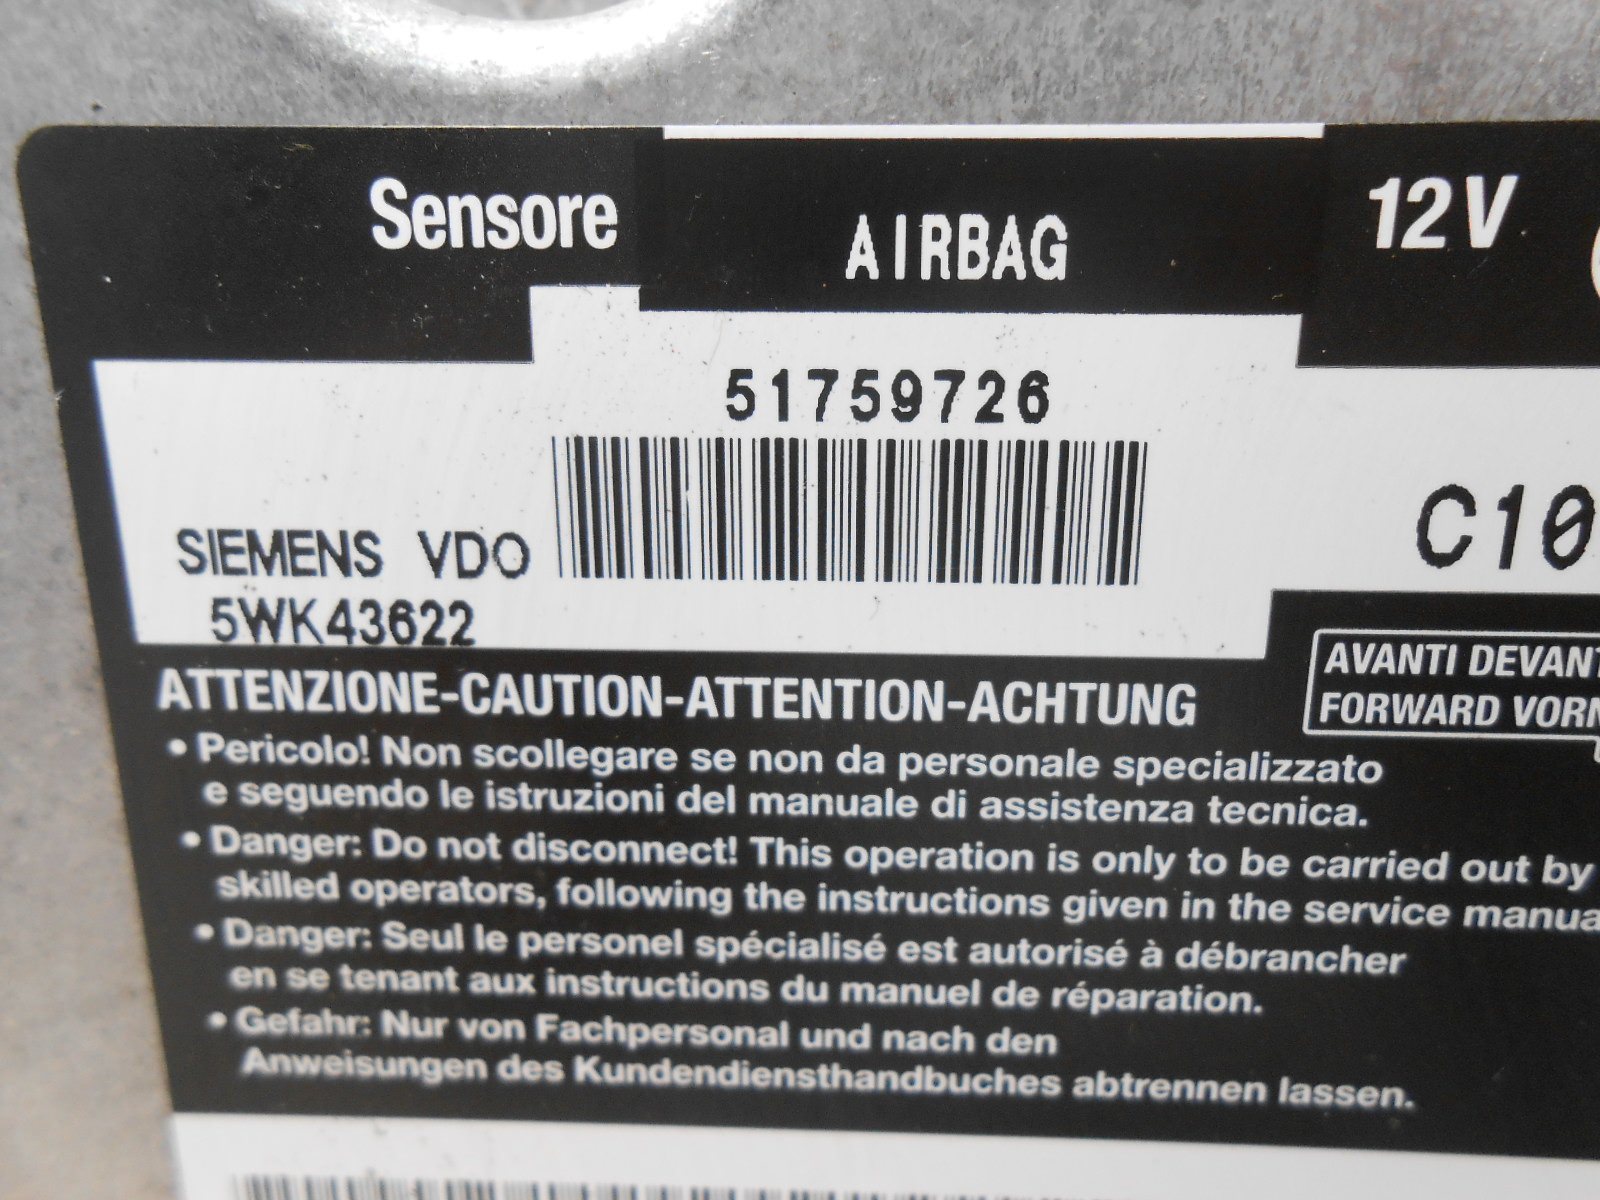 Sensore AIRBAG 12V
51759726
C10
SIEMENS VDO
5WK43622
ATTENZIONE-CAUTION-ATTENTION-ACHTUNG
AVANTI
FORWARD
• Pericolo! Non scollegare se non da personale specializzato
e seguendo le istruzioni del manuale di assistenza tecnica.
• Danger: Do not disconnect! This operation is only to be carried out by
skilled operators, following the instructions given in the service
• Danger: Seul le personel spécialisé est autorisé à débrancher
en se tenant aux instructions du manuel de réparation.
• Gefahr: Nur von Fachpersonal und nach den
Anweisungen des Kundendiensthandbuches abtrennen lassen.